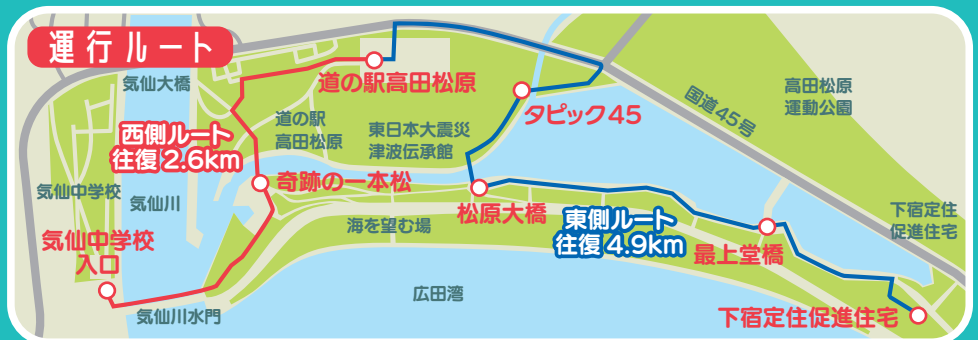 運行ルート
気仙大橋
道の駅高田松原
道の駅
高田松原
東日本大震災
津波伝承館
タピック45
国道45号
高田松原
運動公園
西側ルート
往復2.6km
気仙中学校
気仙川
奇跡の一本松
松原大橋
海を望む場
東側ルート
往復4.9km
最上堂橋
下宿定住
促進住宅
気仙中学校
入口
気仙川水門
広田湾
下宿定住促進住宅